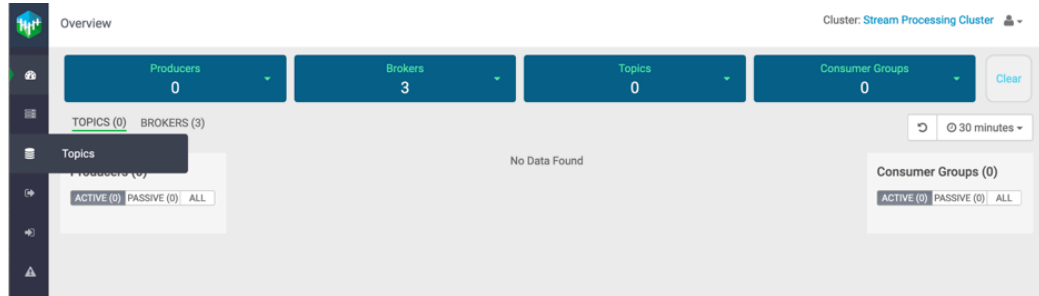 Overview
Cluster: Stream Processing Cluster
Producers
0
Brokers
3
Topics
0
Consumer Groups
0
Clear
TOPICS (0) BROKERS (3)
30 minutes
Topics
Producers (0)
ACTIVE (0) PASSIVE (0) ALL
No Data Found
Consumer Groups (0)
ACTIVE (0) PASSIVE (0) ALL